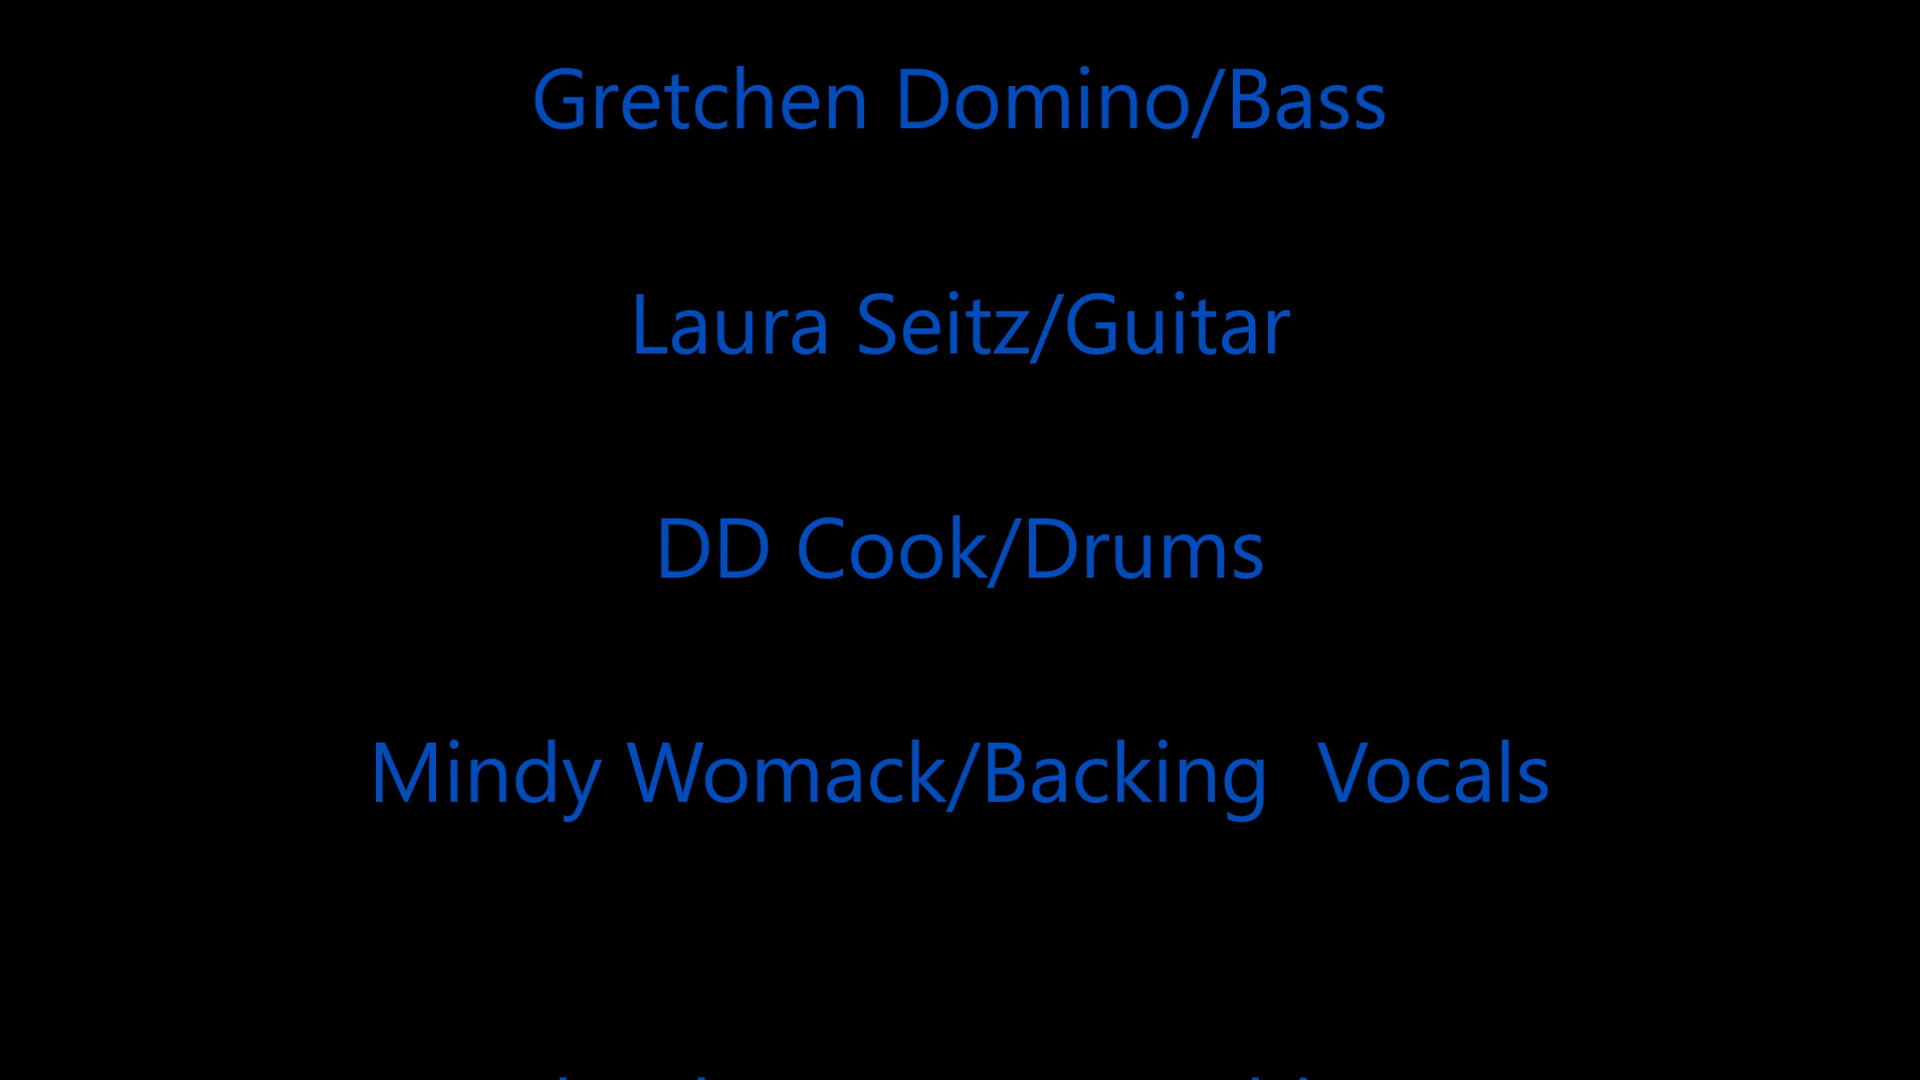 Gretchen Domino/Bass
Laura Seitz/Guitar
DD Cook/Drums
Mindy Womack/Backing  Vocals